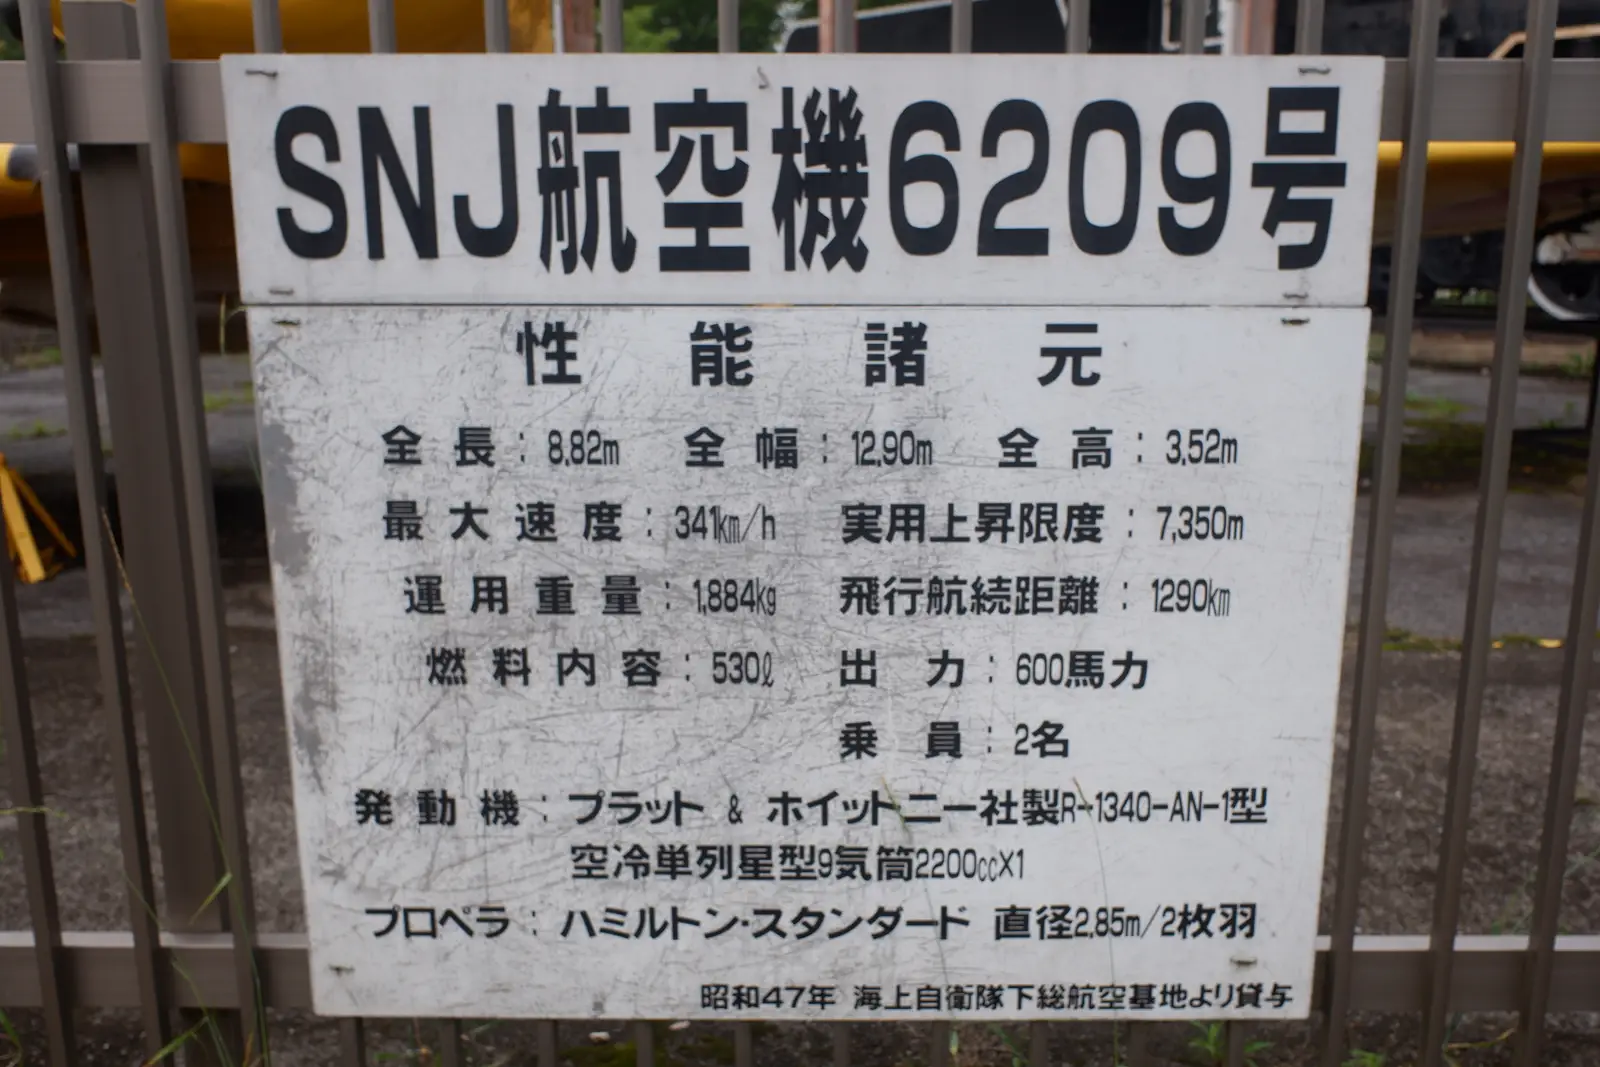 SNJ航空機6209号
性能諸元
全長：8.82m 全幅：12.90m 全高：3.52m
最大速度：341km/h 実用上昇限度：7,350m
運用重量：1,884kg 飛行航続距離：1290km
燃料内容：530ℓ 出力：600馬力
乗員：2名
発動機：プラット & ホイットニー社製R-1340-AN-1型
空冷単列星型9気筒2200cc×1
プロペラ：ハミルトン・スタンダード 直径2.85m/2枚羽
昭和47年 海上自衛隊下総航空基地より貸与